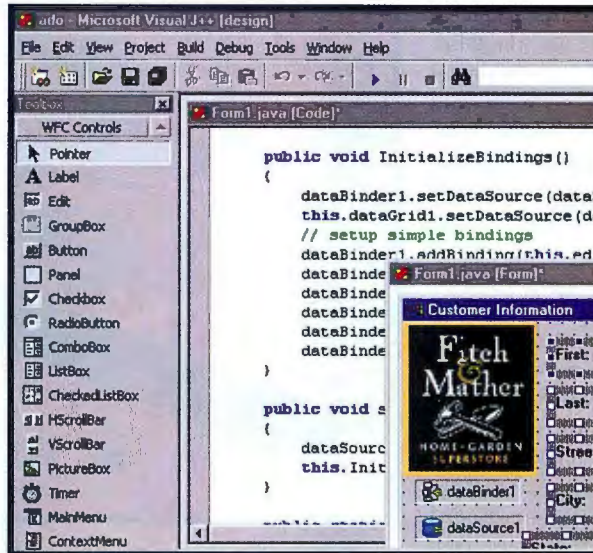 ado - Microsoft Visual J++ [design]
File Edit View Project Build Debug Tools Window Help
Toolbox
WFC Controls
Pointer
Label
Edit
GroupBox
Button
Panel
Checkbox
RadioButton
ComboBox
ListBox
CheckedListBox
HScrollBar
VScrollBar
PictureBox
Timer
MainMenu
ContextMenu
Form1.java [Code]*
public void InitializeBindings()
{
dataBinder1.setDataSource(data
this.dataGrid1.setDataSource(d
// setup simple bindings
dataBinder1.addBinding(this.ed
dataBinde
dataBinde
dataBinde
dataBinde
dataBinde
}
public void s
{
dataSourc
this.Init
}
Form1.java [Form]*
Customer Information
Fitch
&
Mather
HOME • GARDEN
SUPERSTORE
First:
Last:
Stree
City:
State:
dataBinder1
dataSource1